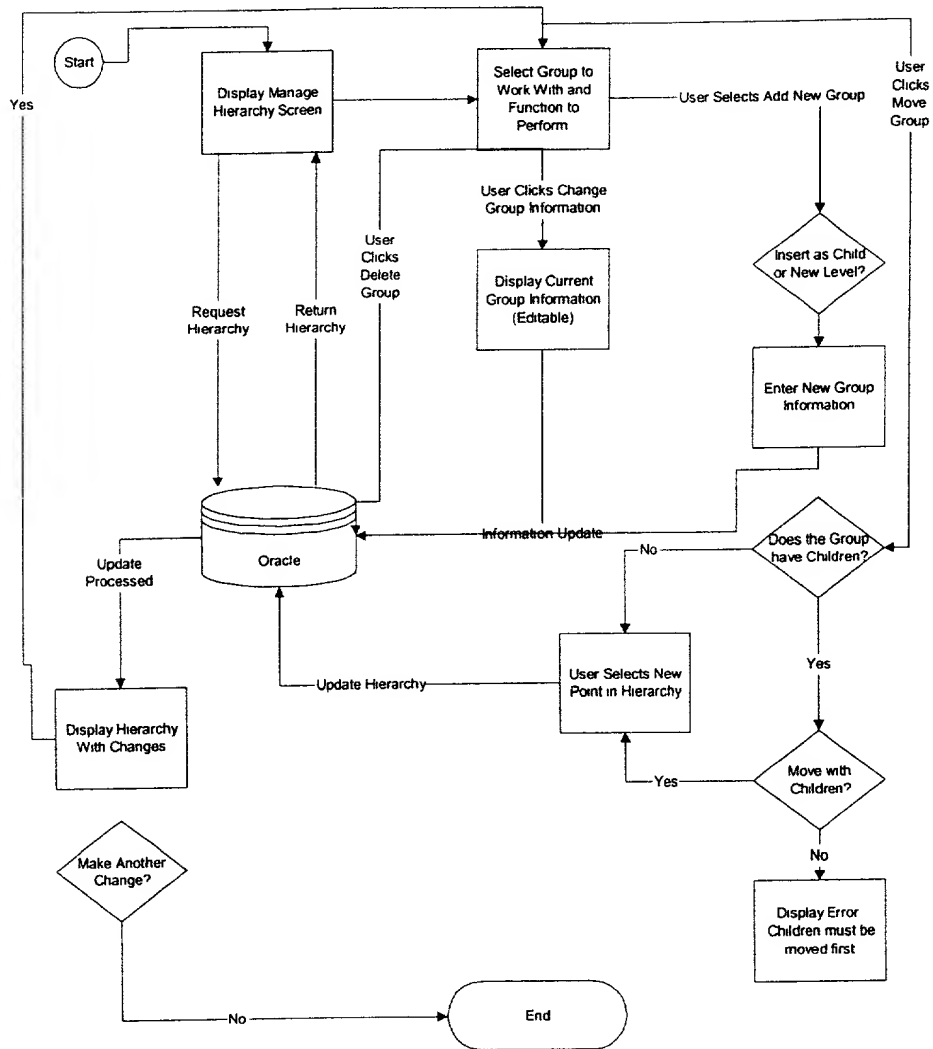 Start
Yes
Display Manage
Hierarchy Screen
Select Group to
Work With and
Function to
Perform
User Selects Add New Group
User
Clicks
Move
Group
User Clicks Change
Group Information
User
Clicks
Delete
Group
Insert as Child
or New Level?
Display Current
Group Information
(Editable)
Request
Hierarchy
Return
Hierarchy
Enter New Group
Information
Information Update
Oracle
Does the Group
have Children?
No
Update
Processed
Yes
User Selects New
Point in Hierarchy
Update Hierarchy
Display Hierarchy
With Changes
Move with
Children?
Yes
No
Make Another
Change?
Display Error
Children must be
moved first
No
End